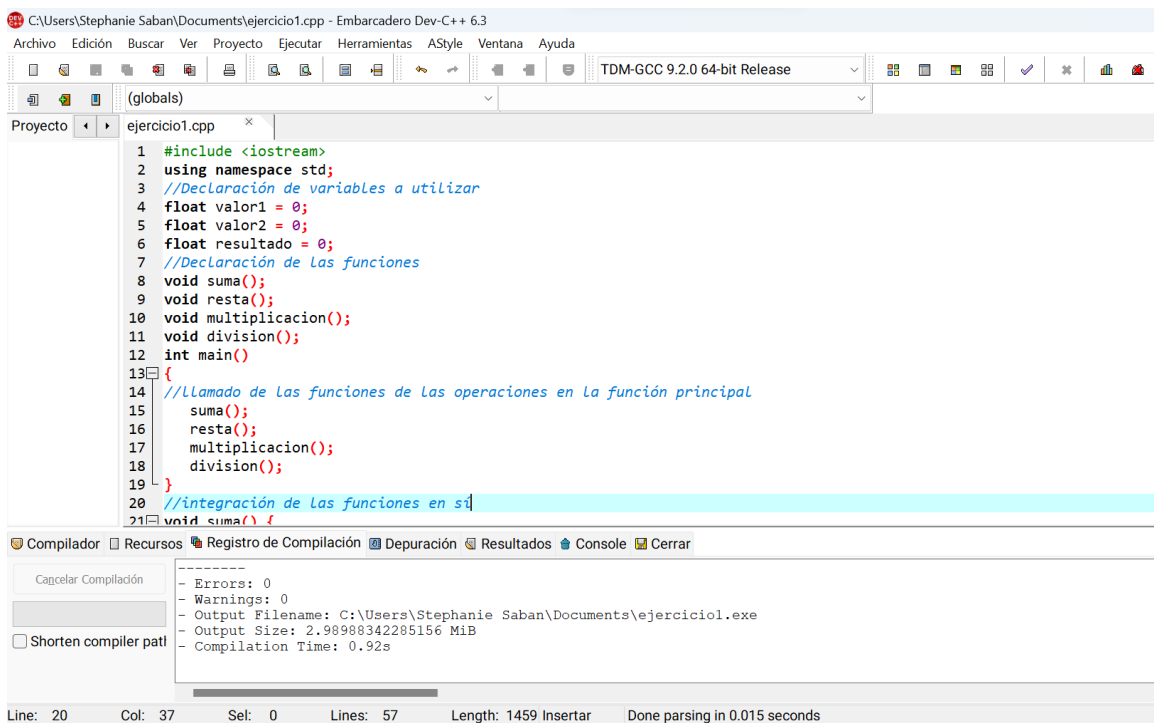 C:\Users\Stephanie Saban\Documents\ejercicio1.cpp - Embarcadero Dev-C++ 6.3
Archivo Edición Buscar Ver Proyecto Ejecutar Herramientas AStyle Ventana Ayuda
TDM-GCC 9.2.0 64-bit Release
(globals)
Proyecto ejercicio1.cpp
1 #include <iostream>
2 using namespace std;
3 //Declaración de variables a utilizar
4 float valor1 = 0;
5 float valor2 = 0;
6 float resultado = 0;
7 //Declaración de las funciones
8 void suma();
9 void resta();
10 void multiplicacion();
11 void division();
12 int main()
13 {
14 //llamado de las funciones de las operaciones en la función principal
15 suma();
16 resta();
17 multiplicacion();
18 division();
19 }
20 //integración de las funciones en sí
21 void suma() {
Compilador Recursos Registro de Compilación Depuración Resultados Console Cerrar
Cancelar Compilación
Shorten compiler path
--------
- Errors: 0
- Warnings: 0
- Output Filename: C:\Users\Stephanie Saban\Documents\ejercicio1.exe
- Output Size: 2.98988342285156 MiB
- Compilation Time: 0.92s
Line: 20 Col: 37 Sel: 0 Lines: 57 Length: 1459 Insertar Done parsing in 0.015 seconds